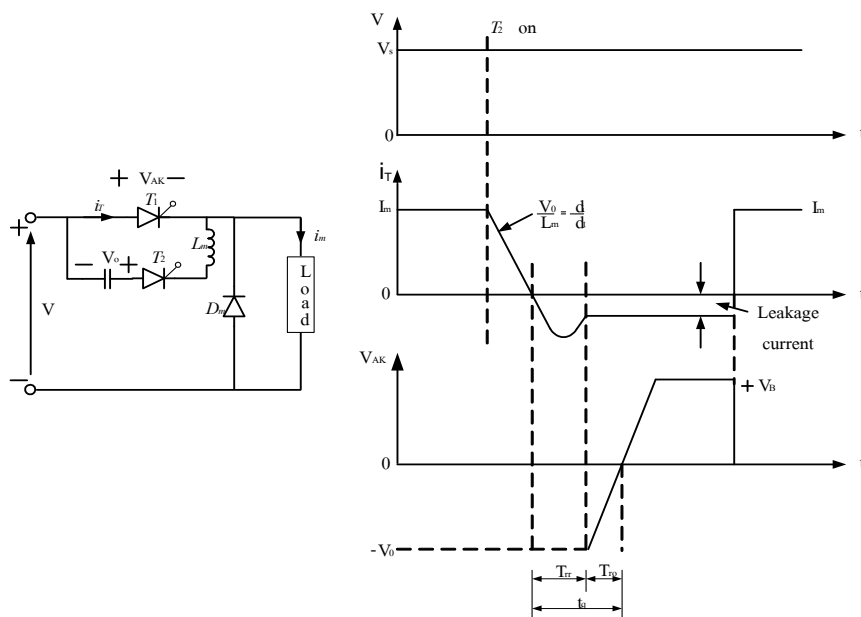 V
T2 on
Vs
0
t
+ VAK −
iT
T1
Lm
im
+
− Vo +
T2
V
Dm
Load
−
iT
Im
V0/Lm = d/d
Im
0
t
Leakage
current
VAK
+ VB
0
t
-V0
Trr
Tro
tq